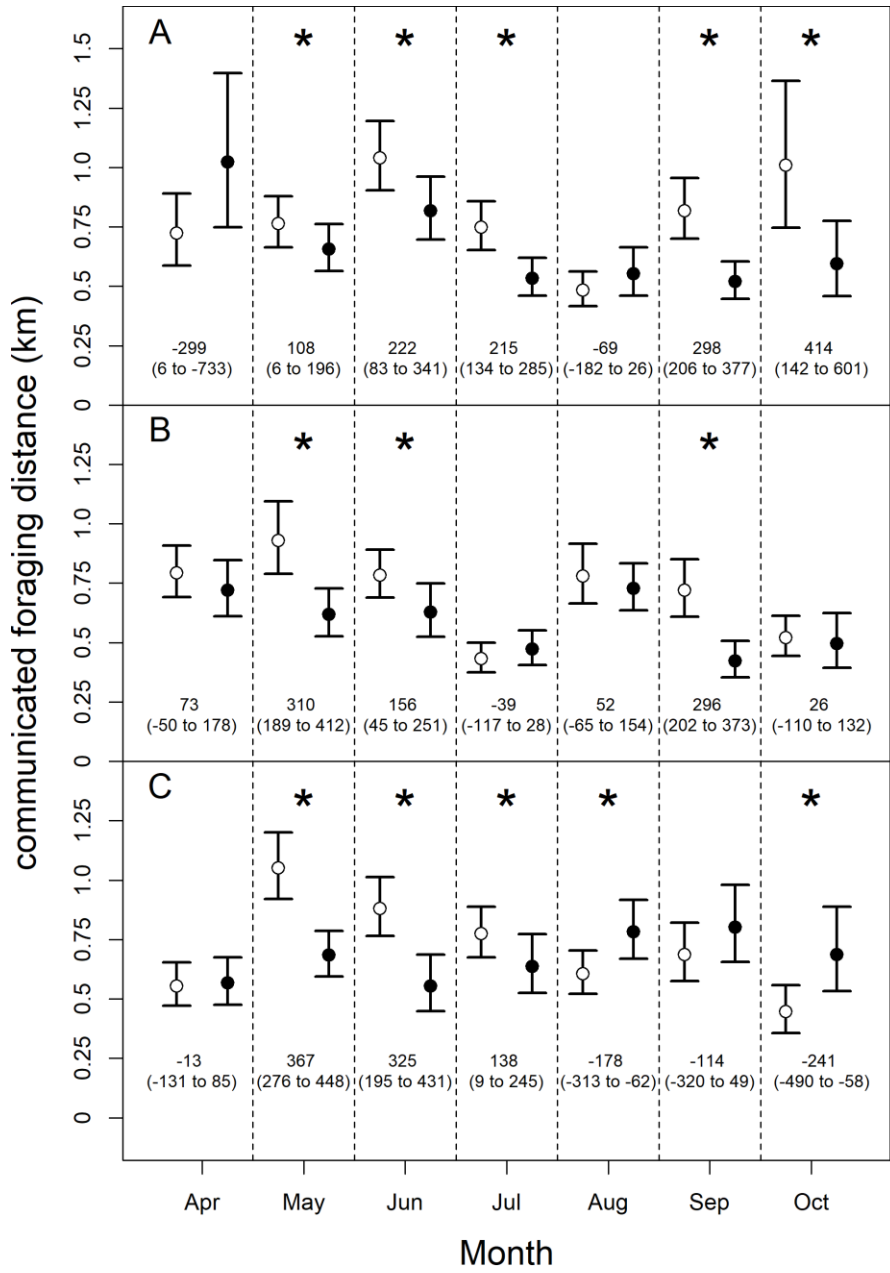 communicated foraging distance (km)
A
* * * * *
1.5
1.25
1.0
0.75
0.5
0.25
0
-299 108 222 215 -69 298 414
(6 to -733) (6 to 196) (83 to 341) (134 to 285) (-182 to 26) (206 to 377) (142 to 601)
B
* * *
1.25
1.0
0.75
0.5
0.25
0
73 310 156 -39 52 296 26
(-50 to 178) (189 to 412) (45 to 251) (-117 to 28) (-65 to 154) (202 to 373) (-110 to 132)
C
* * * * *
1.25
1.0
0.75
0.5
0.25
0
-13 367 325 138 -178 -114 -241
(-131 to 85) (276 to 448) (195 to 431) (9 to 245) (-313 to -62) (-320 to 49) (-490 to -58)
Apr May Jun Jul Aug Sep Oct
Month